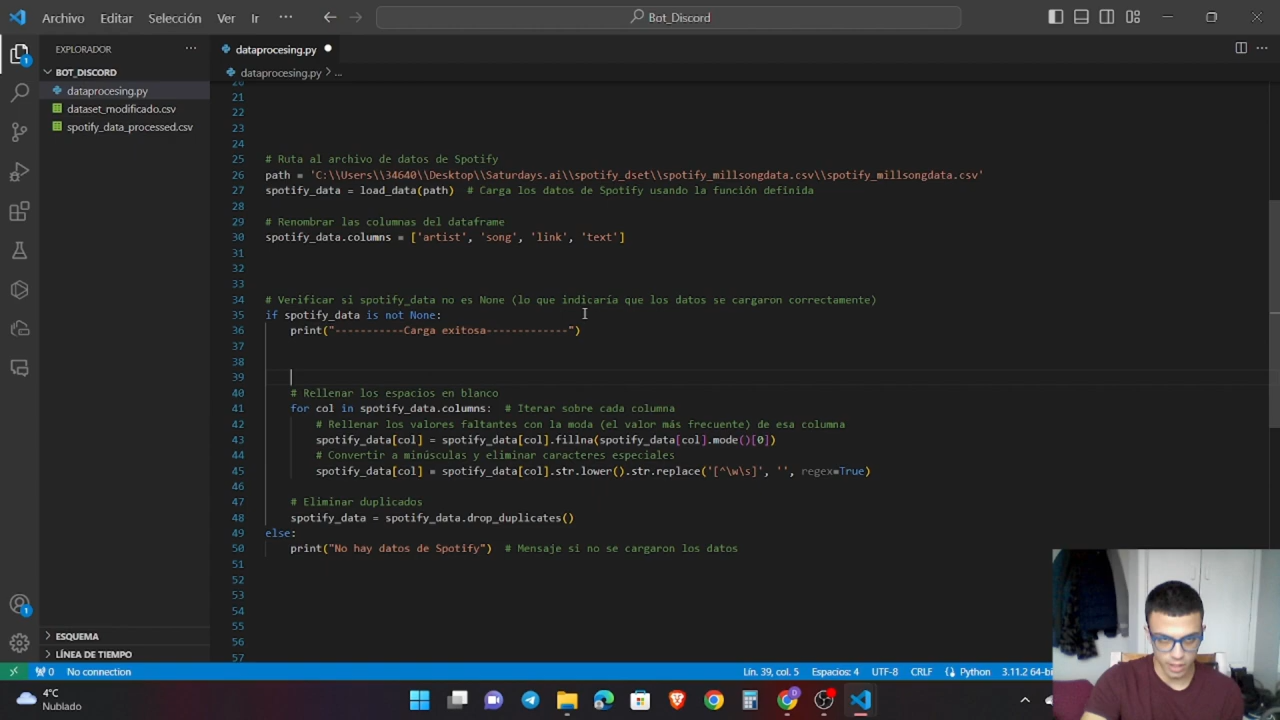 Archivo Editar Selección Ver Ir ··· Bot_Discord
EXPLORADOR ···
dataprocesing.py
BOT_DISCORD
dataprocesing.py > ...
dataprocesing.py
dataset_modificado.csv
spotify_data_processed.csv
20
21
22
23
24
25 # Ruta al archivo de datos de Spotify
26 path = 'C:\\Users\\34640\\Desktop\\Saturdays.ai\\spotify_dset\\spotify_millsongdata.csv\\spotify_millsongdata.csv'
27 spotify_data = load_data(path) # Carga los datos de Spotify usando la función definida
28
29 # Renombrar las columnas del dataframe
30 spotify_data.columns = ['artist', 'song', 'link', 'text']
31
32
33
34 # Verificar si spotify_data no es None (lo que indicaría que los datos se cargaron correctamente)
35 if spotify_data is not None:
36 print("-----------Carga exitosa-------------")
37
38
39
40 # Rellenar los espacios en blanco
41 for col in spotify_data.columns: # Iterar sobre cada columna
42 # Rellenar los valores faltantes con la moda (el valor más frecuente) de esa columna
43 spotify_data[col] = spotify_data[col].fillna(spotify_data[col].mode()[0])
44 # Convertir a minúsculas y eliminar caracteres especiales
45 spotify_data[col] = spotify_data[col].str.lower().str.replace('[^\w\s]', '', regex=True)
46
47 # Eliminar duplicados
48 spotify_data = spotify_data.drop_duplicates()
49 else:
50 print("No hay datos de Spotify") # Mensaje si no se cargaron los datos
51
52
53
54
55
56
57
ESQUEMA
LÍNEA DE TIEMPO
0 No connection Lín. 39, col. 5 Espacios: 4 UTF-8 CRLF Python 3.11.2 64-bi
4°C
Nublado